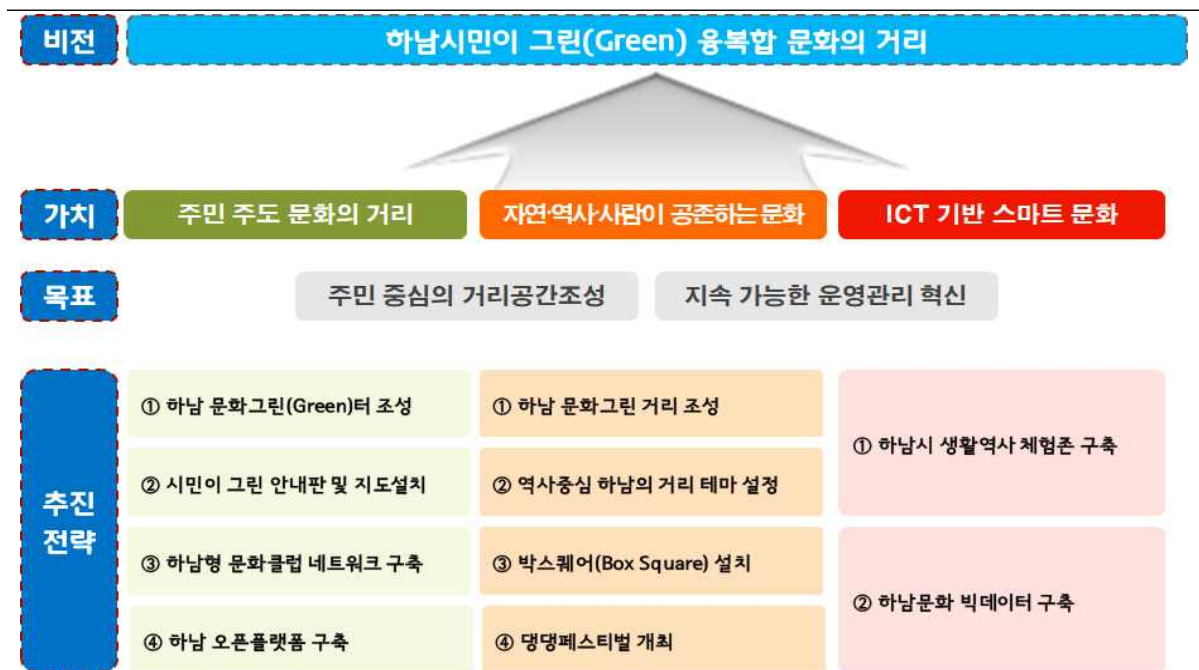 비전
하남시민이 그린(Green) 융복합 문화의 거리
가치
주민 주도 문화의 거리
자연·역사·사람이 공존하는 문화
ICT 기반 스마트 문화
목표
주민 중심의 거리공간조성
지속 가능한 운영관리 혁신
추진
전략
① 하남 문화그린(Green)터 조성
② 시민이 그린 안내판 및 지도설치
③ 하남형 문화클럽 네트워크 구축
④ 하남 오픈플랫폼 구축
① 하남 문화그린 거리 조성
② 역사중심 하남의 거리 테마 설정
③ 박스퀘어(Box Square) 설치
④ 댕댕페스티벌 개최
① 하남시 생활역사 체험존 구축
② 하남문화 빅데이터 구축